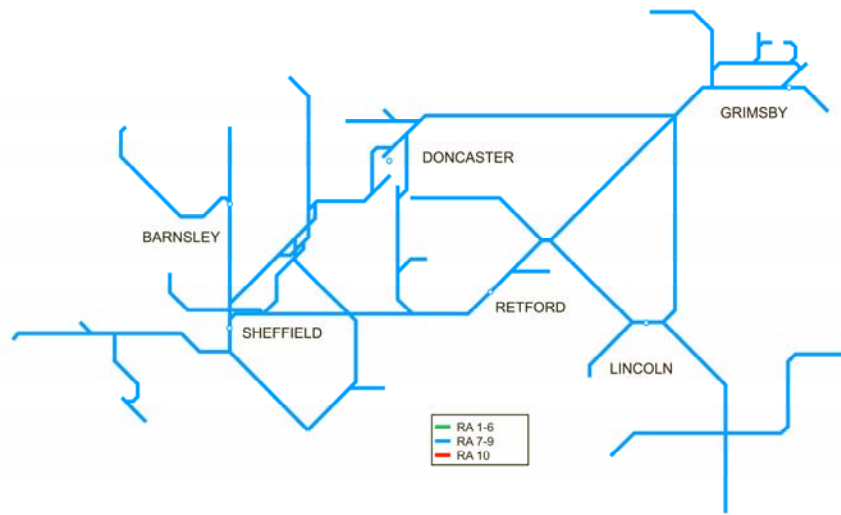 GRIMSBY
DONCASTER
BARNSLEY
RETFORD
SHEFFIELD
LINCOLN
RA 1-6
RA 7-9
RA 10